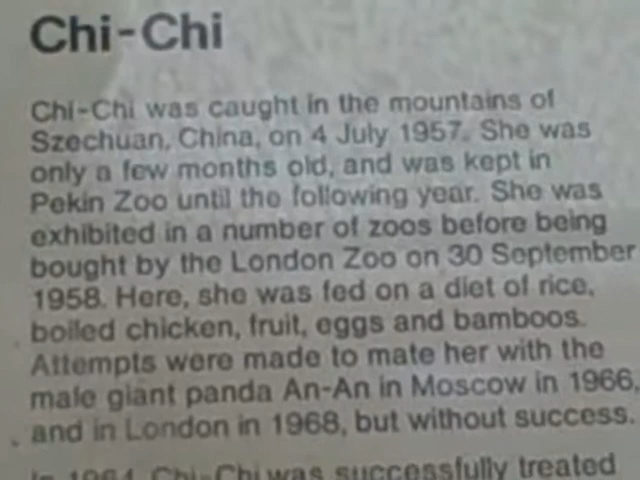 Chi-Chi
Chi-Chi was caught in the mountains of
Szechuan, China, on 4 July 1957. She was
only a few months old, and was kept in
Pekin Zoo until the following year. She was
exhibited in a number of zoos before being
bought by the London Zoo on 30 September
1958. Here, she was fed on a diet of rice,
boiled chicken, fruit, eggs and bamboos.
Attempts were made to mate her with the
male giant panda An-An in Moscow in 1966,
and in London in 1968, but without success.
In 1964, Chi-Chi was successfully treated